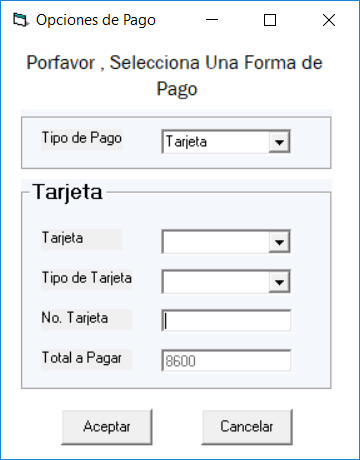 Opciones de Pago
Porfavor , Selecciona Una Forma de
Pago
Tipo de Pago
Tarjeta
Tarjeta
Tarjeta
Tipo de Tarjeta
No. Tarjeta
Total a Pagar
8600
Aceptar
Cancelar